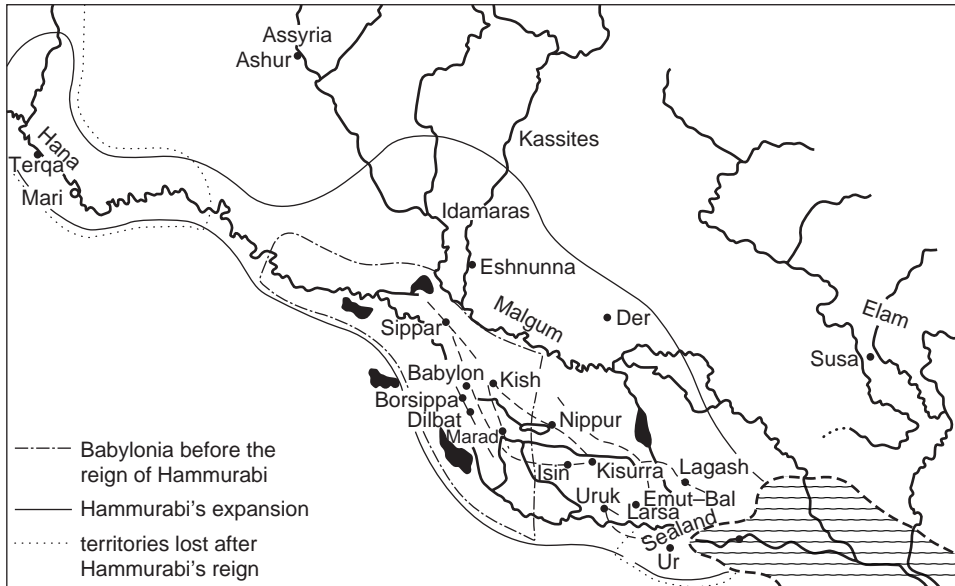 Assyria
Ashur
Kassites
Hana
Terqa
Mari
Idamaras
Eshnunna
Malgum
Der
Elam
Susa
Sippar
Babylon
Kish
Borsippa
Dilbat
Nippur
Marad
Isin
Kisurra
Lagash
Uruk
Emut–Bal
Larsa
Sealand
Ur
Babylonia before the
reign of Hammurabi
Hammurabi’s expansion
territories lost after
Hammurabi’s reign